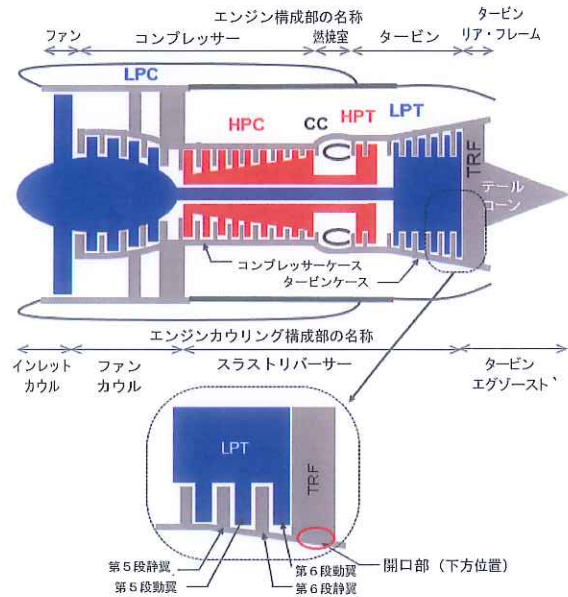 エンジン構成部の名称
ファン
コンプレッサー
燃焼室
タービン
タービン
リア・フレーム
LPC
HPC
CC
HPT
LPT
TRF
テール
コーン
コンプレッサーケース
タービンケース
エンジンカウリング構成部の名称
インレット
カウル
ファン
カウル
スラストリバーサー
タービン
エグゾースト
LPT
TRF
第5段静翼
第5段動翼
第6段動翼
第6段静翼
開口部（下方位置）